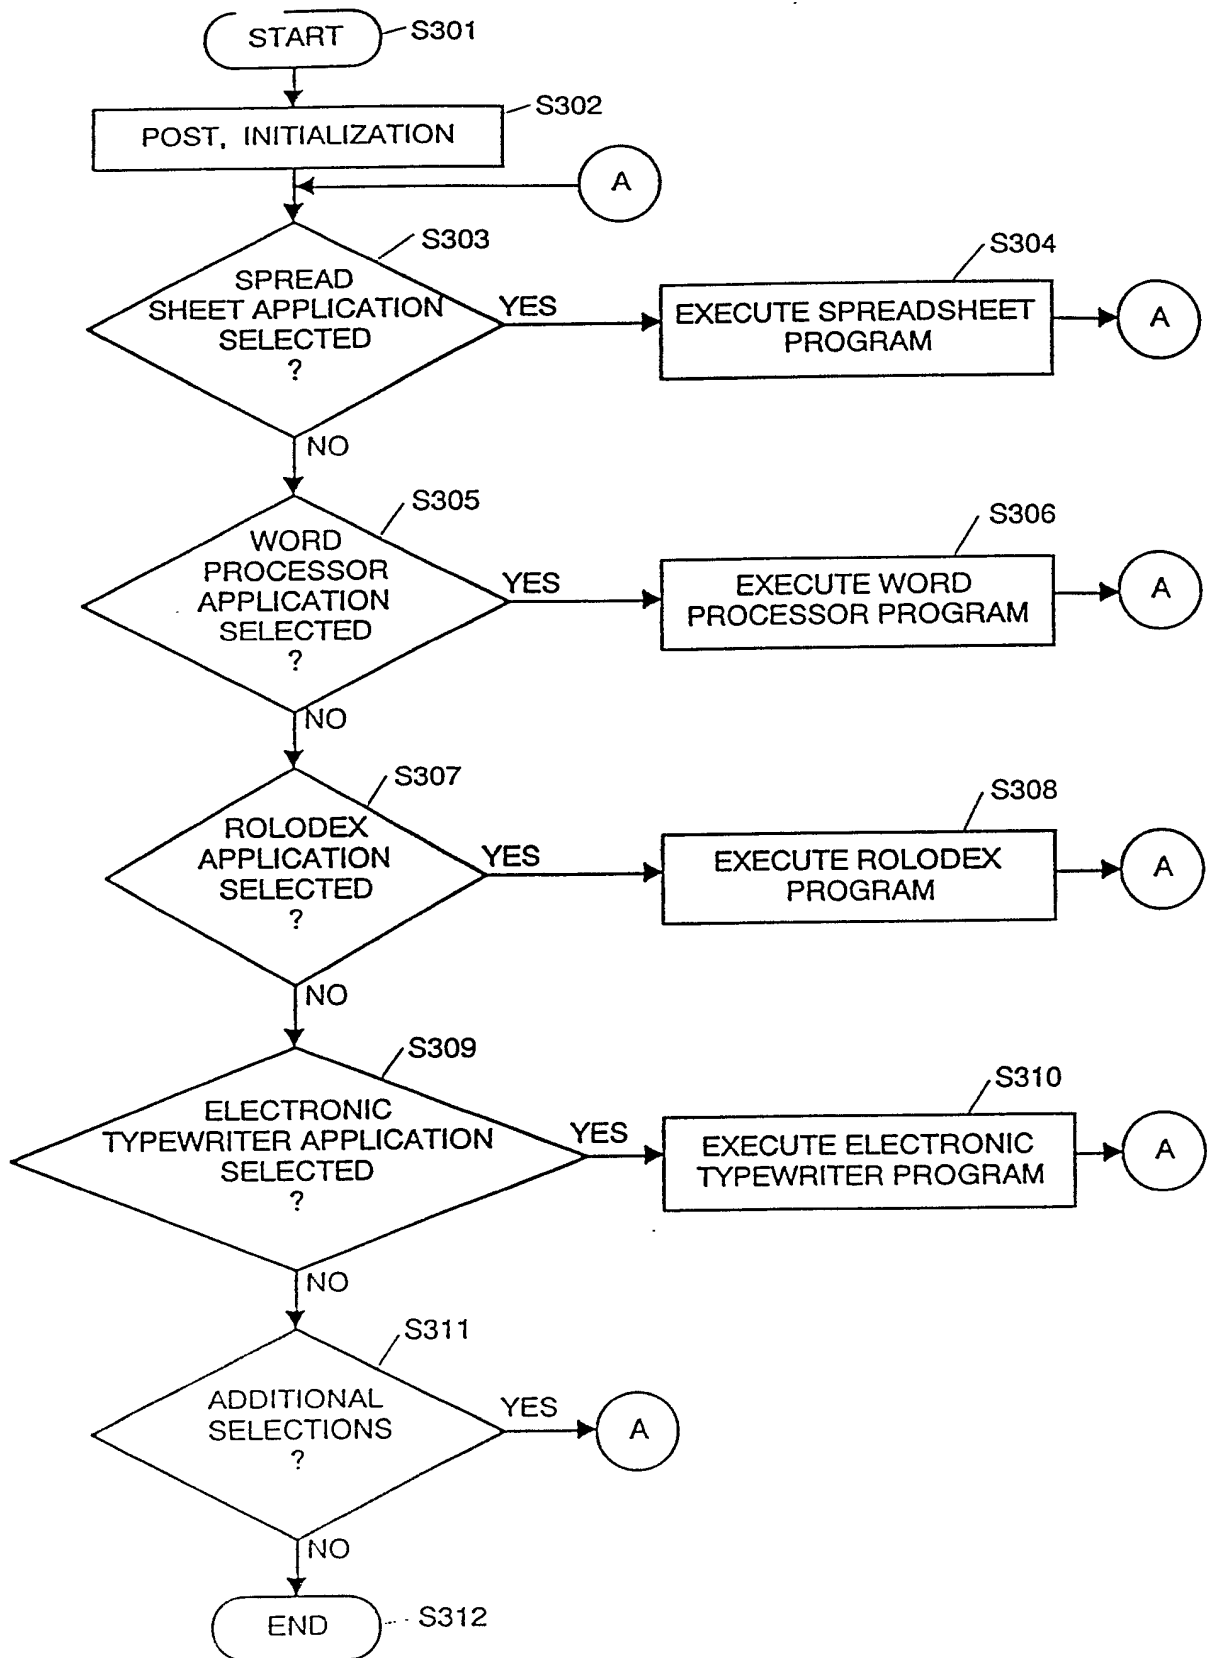 START
S301
S302
POST, INITIALIZATION
A
S303
SPREAD
SHEET APPLICATION
SELECTED
?
YES
S304
EXECUTE SPREADSHEET
PROGRAM
A
NO
S305
WORD
PROCESSOR
APPLICATION
SELECTED
?
YES
S306
EXECUTE WORD
PROCESSOR PROGRAM
A
NO
S307
ROLODEX
APPLICATION
SELECTED
?
YES
S308
EXECUTE ROLODEX
PROGRAM
A
NO
S309
ELECTRONIC
TYPEWRITER APPLICATION
SELECTED
?
YES
S310
EXECUTE ELECTRONIC
TYPEWRITER PROGRAM
A
NO
S311
ADDITIONAL
SELECTIONS
?
YES
A
NO
END
S312